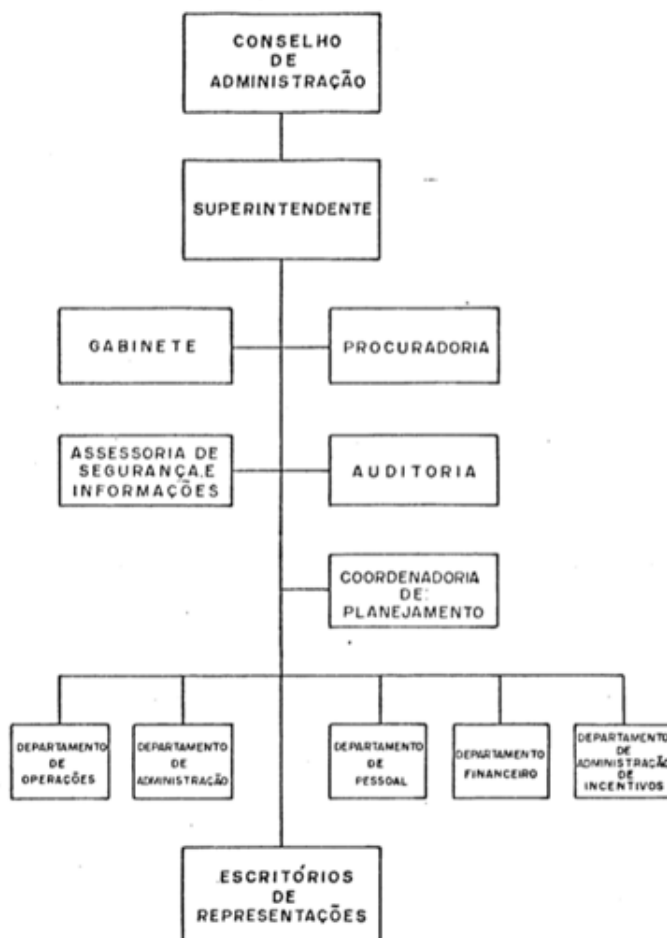 CONSELHO
DE
ADMINISTRAÇÃO
SUPERINTENDENTE
GABINETE
PROCURADORIA
ASSESSORIA DE
SEGURANÇA.E
INFORMAÇÕES
AUDITORIA
COORDENADORIA
DE:
PLANEJAMENTO
DEPARTAMENTO
DE
OPERAÇÕES
DEPARTAMENTO
DE
ADMINISTRAÇÃO
DEPARTAMENTO
DE
PESSOAL
DEPARTAMENTO
FINANCEIRO
DEPARTAMENTO
DE
ADMINISTRAÇÃO
DE
INCENTIVOS
ESCRITÓRIOS
DE
REPRESENTAÇÕES